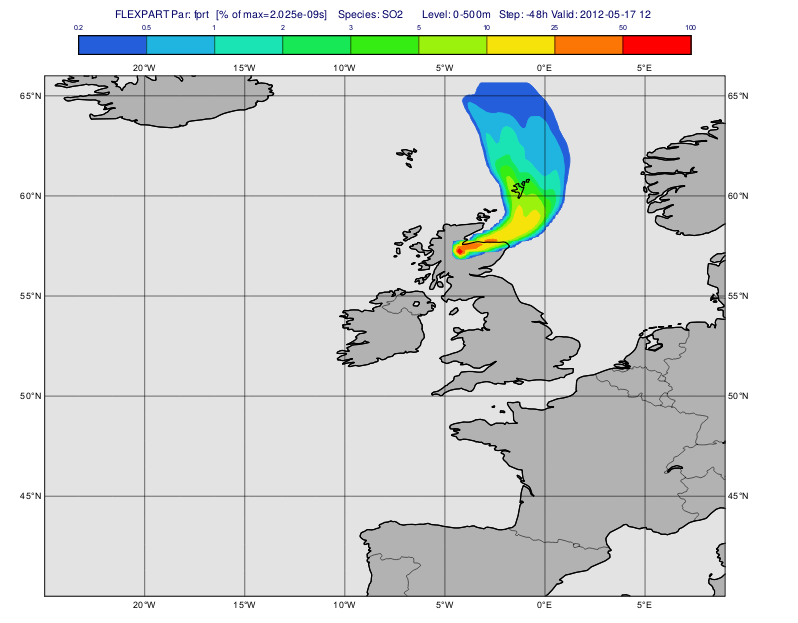 FLEXPART Par: fprt [% of max=2.025e-09s] Species: SO2 Level: 0-500m Step: -48h Valid: 2012-05-17 12
0.2 0.5 1 2 3 5 10 25 50 100
20°W 15°W 10°W 5°W 0°E 5°E
65°N 65°N
60°N 60°N
55°N 55°N
50°N 50°N
45°N 45°N
20°W 15°W 10°W 5°W 0°E 5°E